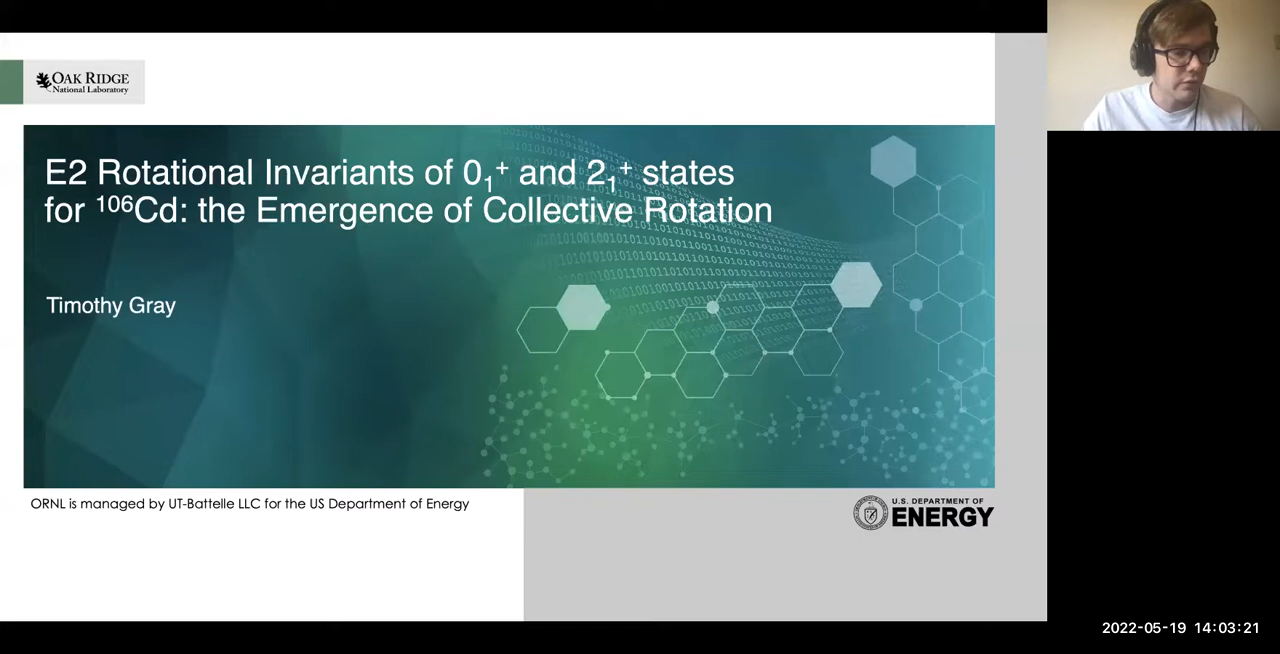 OAK RIDGE
National Laboratory
E2 Rotational Invariants of 0₁⁺ and 2₁⁺ states
for ¹⁰⁶Cd: the Emergence of Collective Rotation
Timothy Gray
ORNL is managed by UT-Battelle LLC for the US Department of Energy
U.S. DEPARTMENT OF
ENERGY
2022-05-19 14:03:21